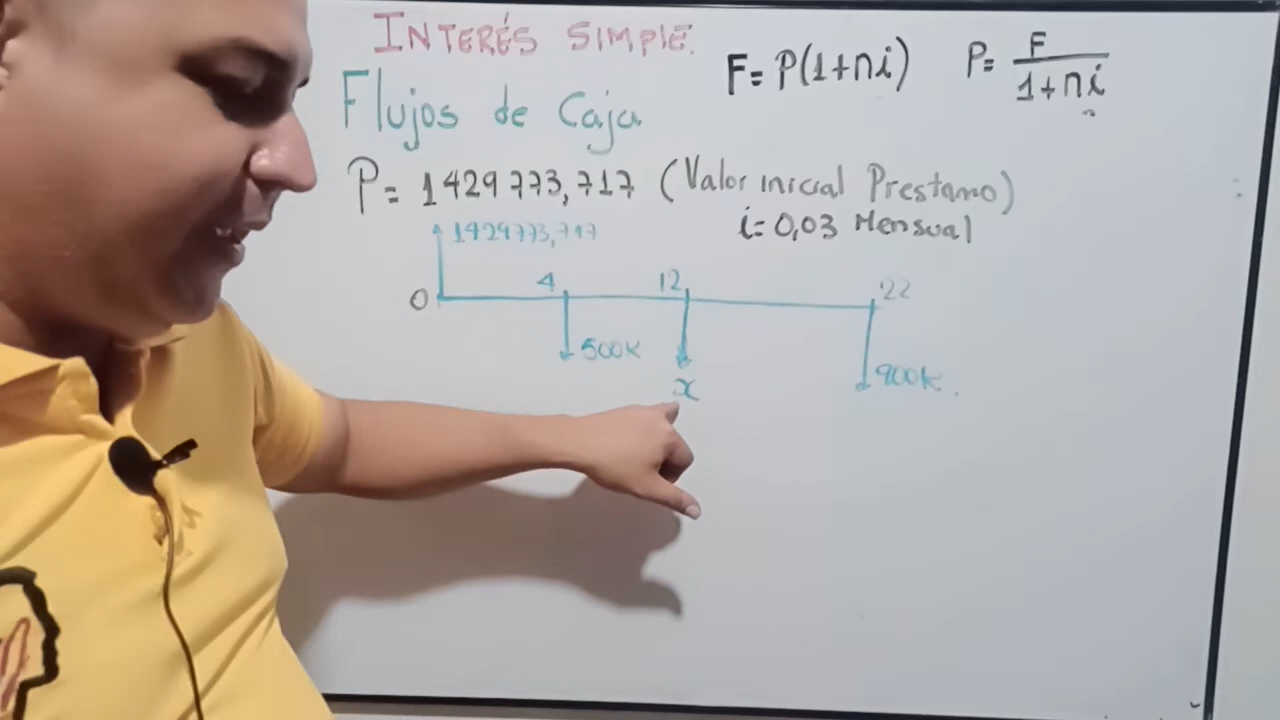 INTERÉS SIMPLE.
F= P(1+ni) P= F
1+ni
Flujos de Caja
P= 1429773,717 (Valor inicial Prestamo)
i=0,03 Mensual
1429773,717
0 4 12 22
500K
900K.
x